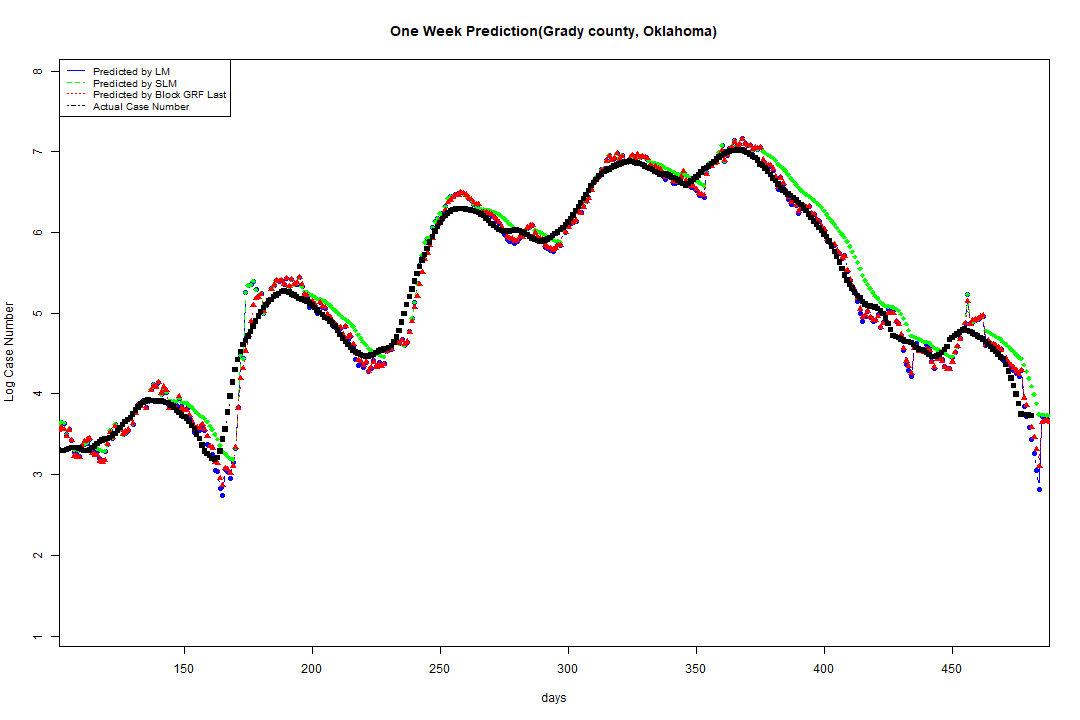 One Week Prediction(Grady county, Oklahoma)
Predicted by LM
Predicted by SLM
Predicted by Block GRF Last
Actual Case Number
8
7
6
5
4
3
2
1
Log Case Number
150 200 250 300 350 400 450
days